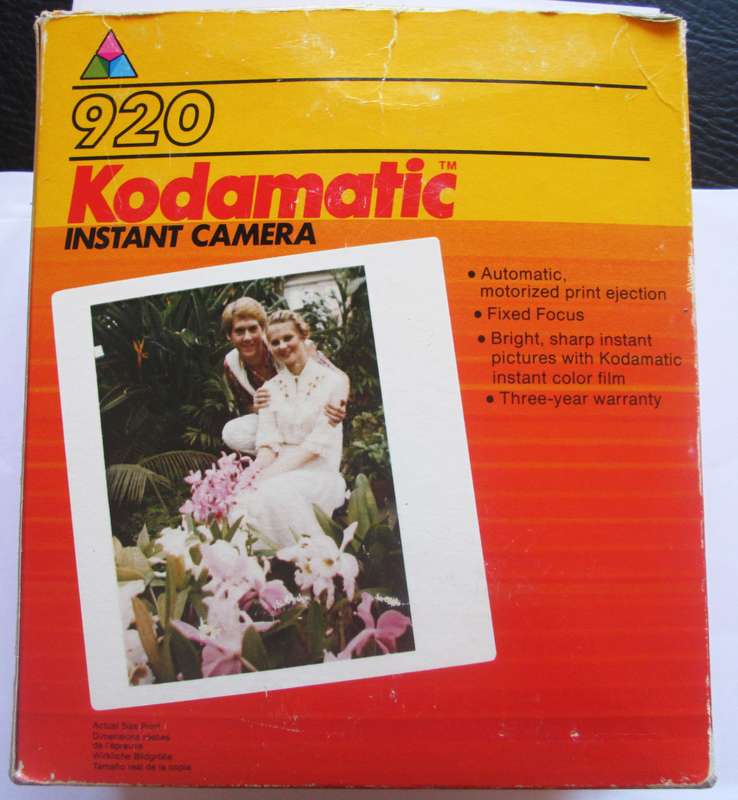 920
Kodamatic™
INSTANT CAMERA
• Automatic,
motorized print ejection
• Fixed Focus
• Bright, sharp instant
pictures with Kodamatic
instant color film
• Three-year warranty
Actual Size Print
Dimensions réelles
de l'épreuve
Wirkliche Bildgröße
Tamaño real de la copia